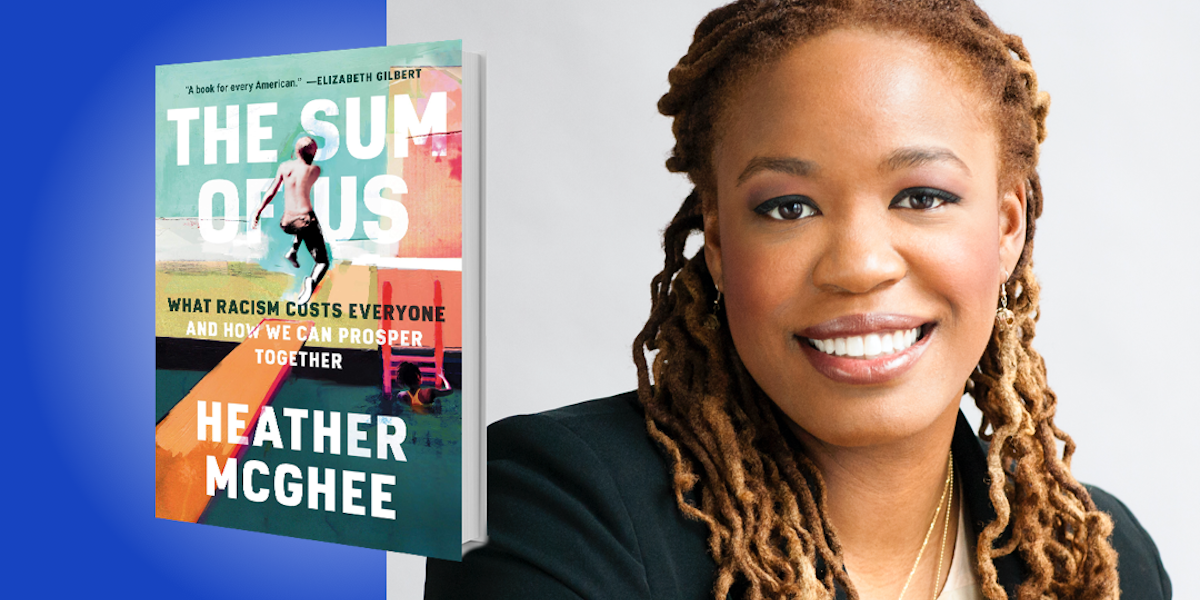 "A book for every American." —ELIZABETH GILBERT
THE SUM
OF US
WHAT RACISM COSTS EVERYONE
AND HOW WE CAN PROSPER
TOGETHER
HEATHER
MCGHEE